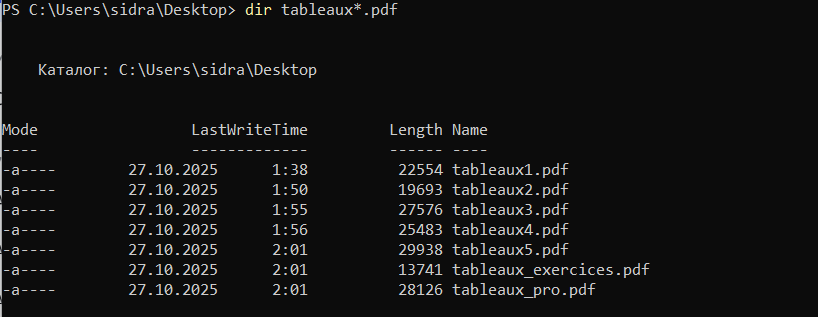 PS C:\Users\sidra\Desktop> dir tableaux*.pdf
Каталог: C:\Users\sidra\Desktop
Mode                 LastWriteTime         Length Name
----                 -------------         ------ ----
-a----        27.10.2025      1:38          22554 tableaux1.pdf
-a----        27.10.2025      1:50          19693 tableaux2.pdf
-a----        27.10.2025      1:55          27576 tableaux3.pdf
-a----        27.10.2025      1:56          25483 tableaux4.pdf
-a----        27.10.2025      2:01          29938 tableaux5.pdf
-a----        27.10.2025      2:01          13741 tableaux_exercices.pdf
-a----        27.10.2025      2:01          28126 tableaux_pro.pdf